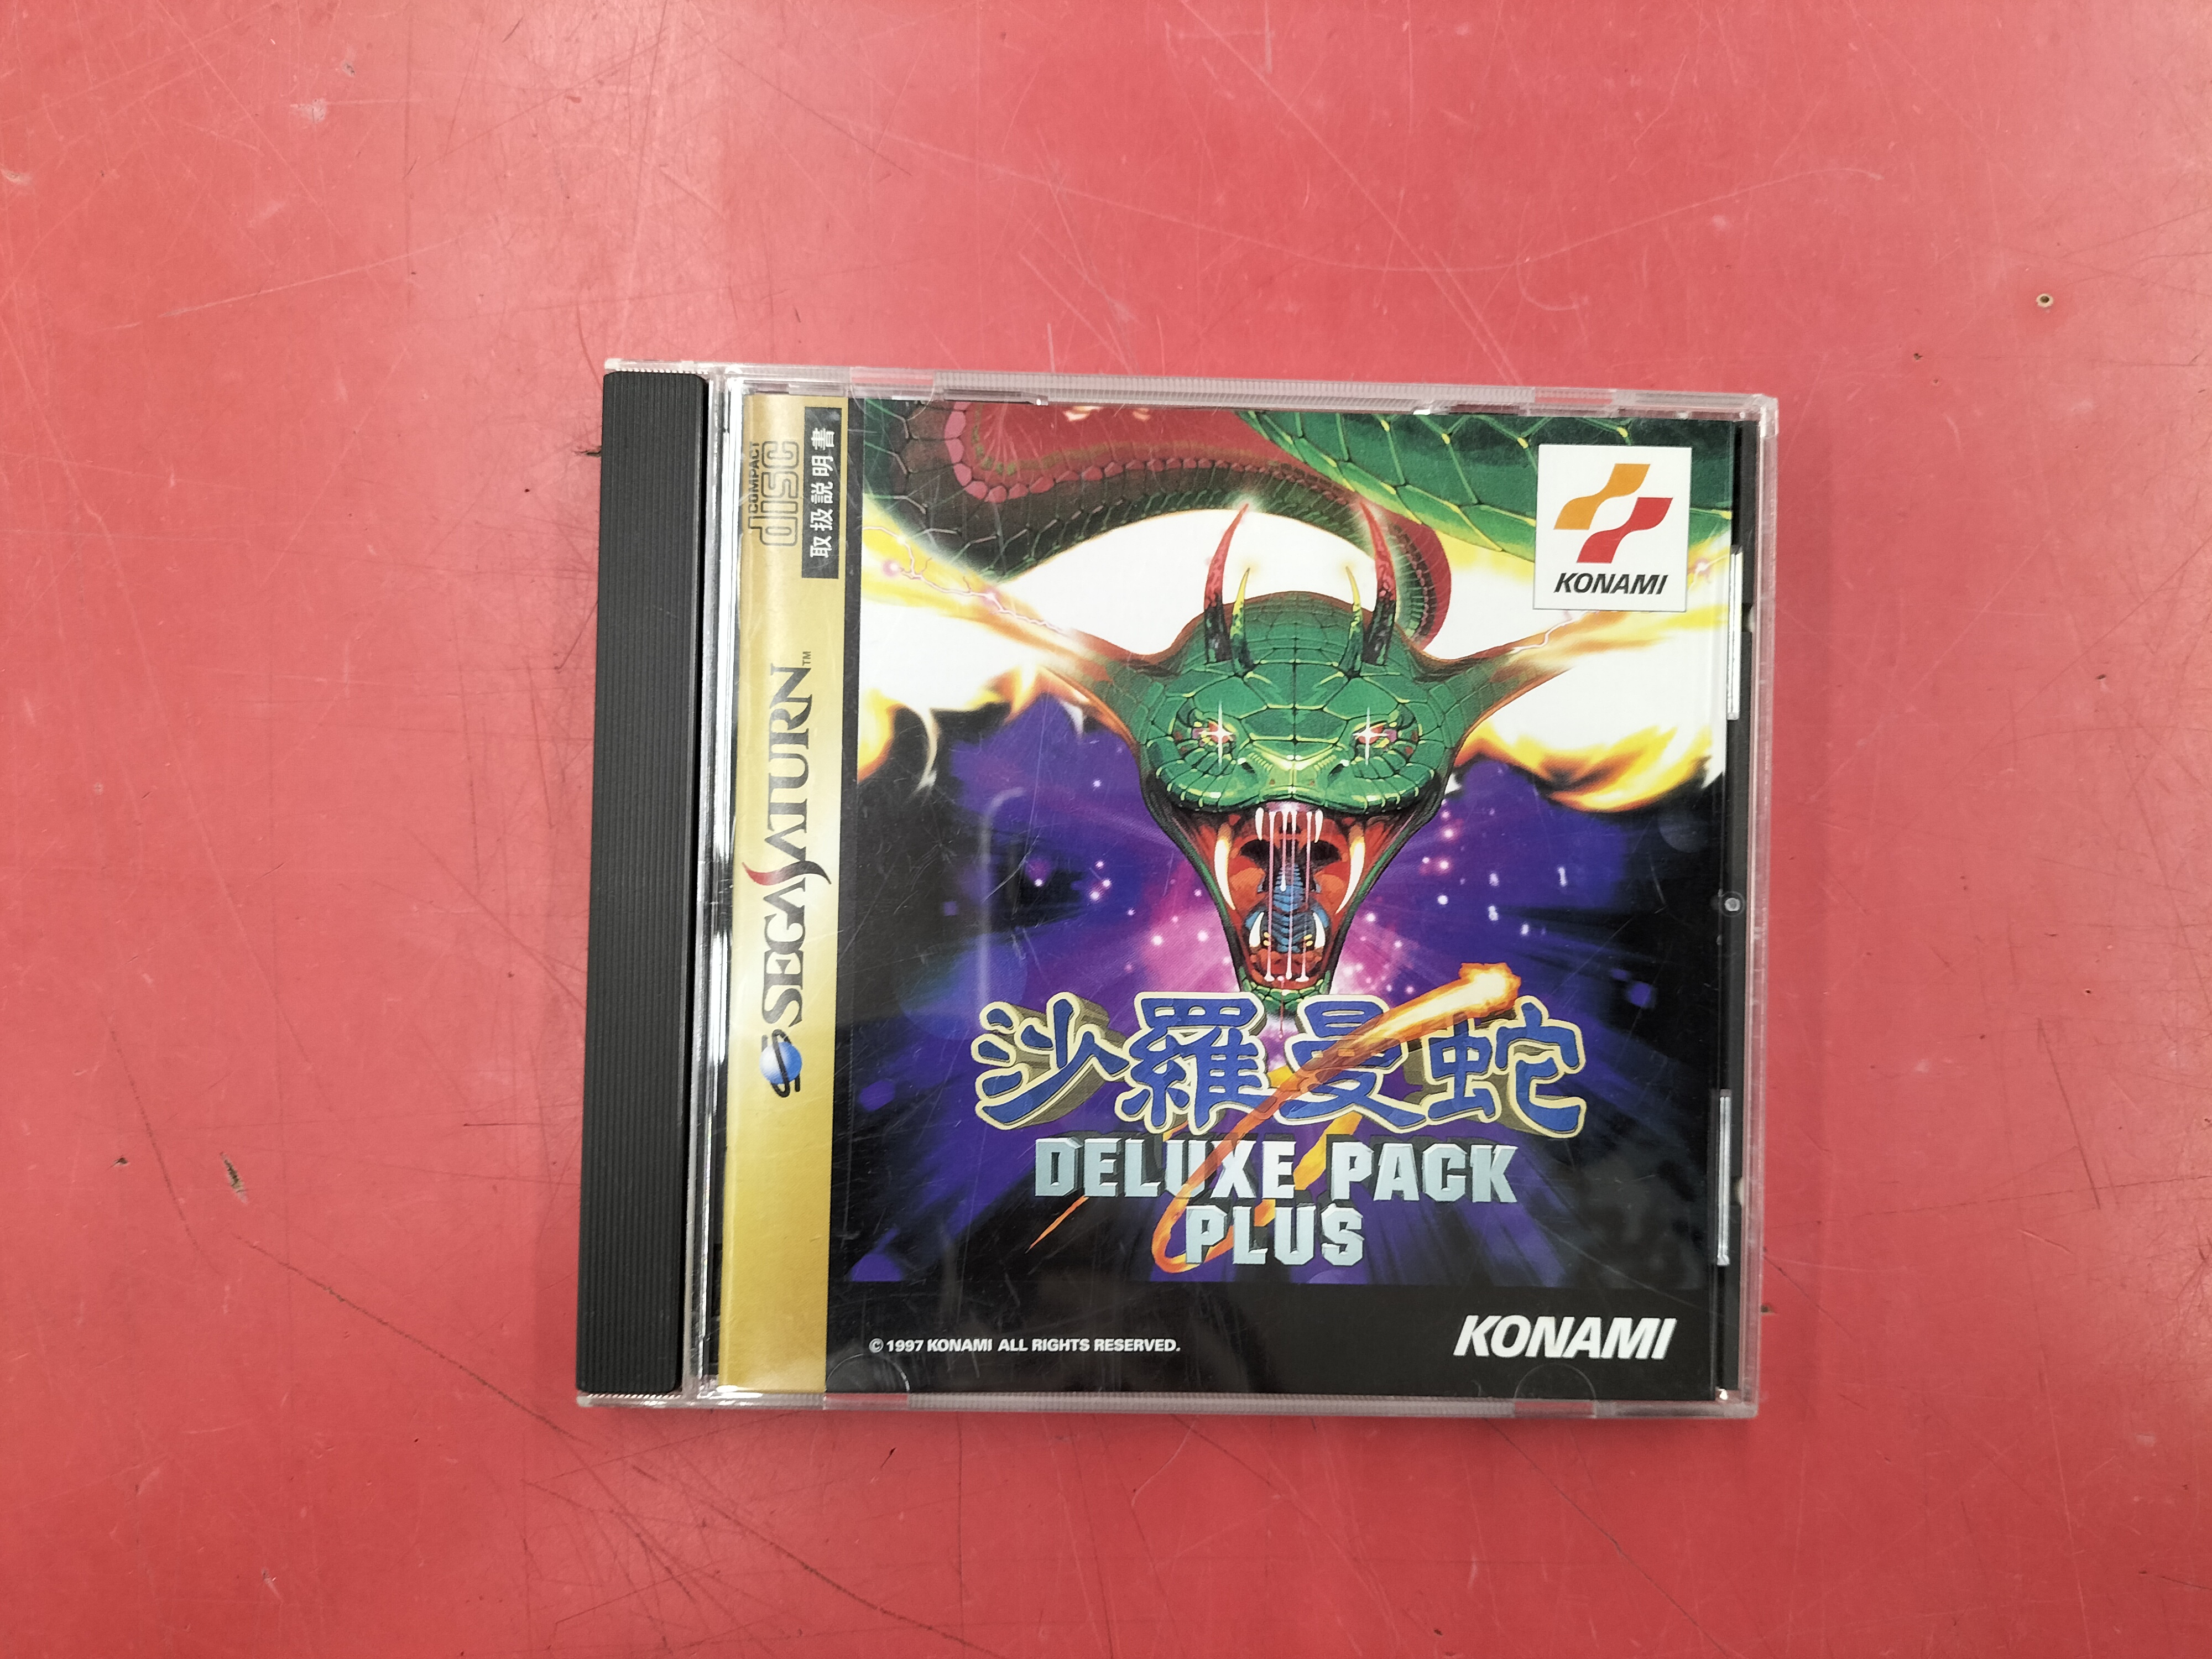 COMPACT
disc
取扱説明書
SEGA SATURN™
KONAMI
沙羅曼蛇
DELUXE PACK
PLUS
© 1997 KONAMI ALL RIGHTS RESERVED.
KONAMI